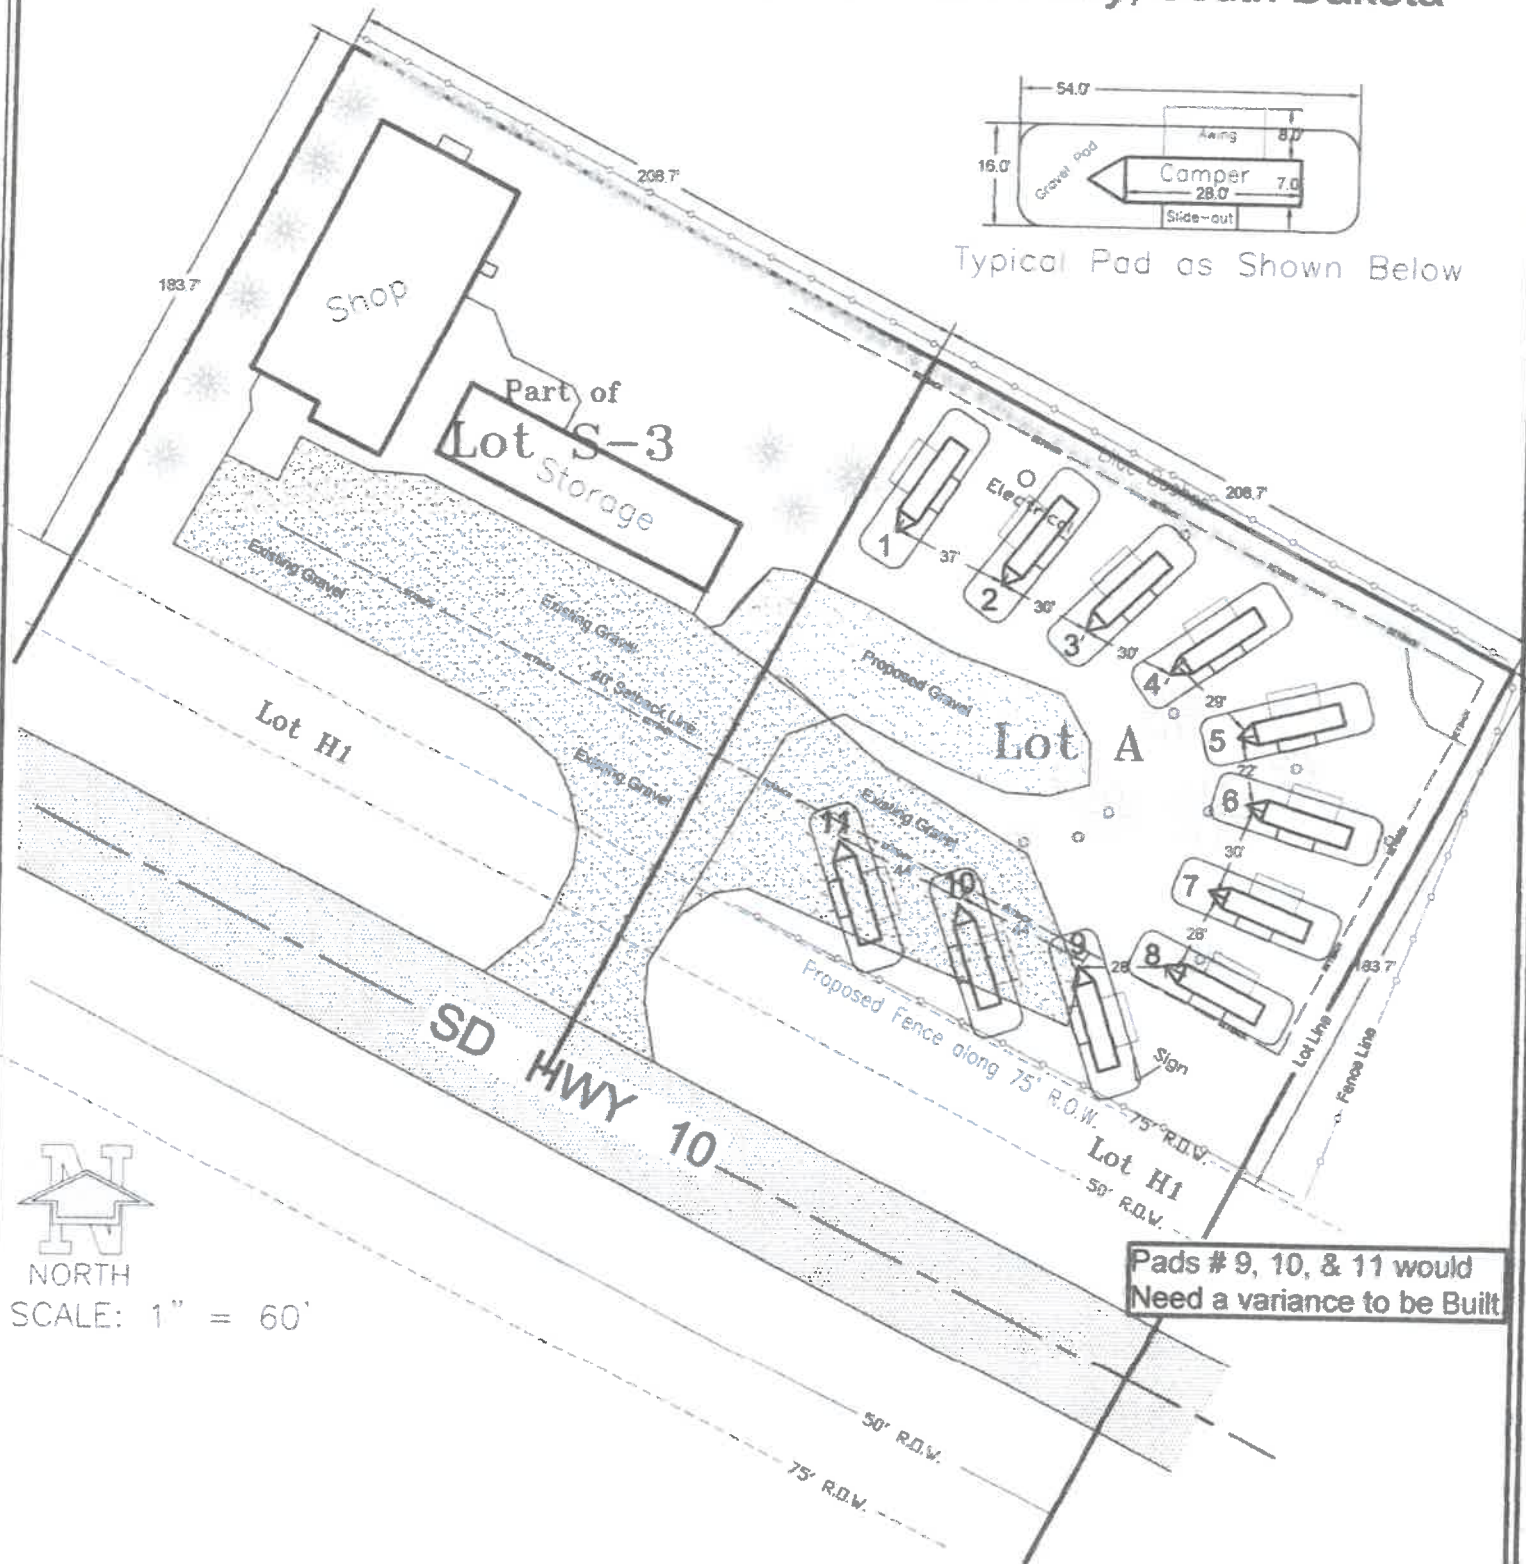 South Dakota
54.0'
Awing
8.0'
16.0'
Gravel Pad
Camper
28.0'
7.0
Slide-out
Typical Pad as Shown Below
208.7'
183.7'
Shop
Part of
Lot S-3
Storage
Existing Gravel
Existing Gravel
40' Setback Line
Existing Gravel
Lot H1
Proposed Gravel
Lot A
Existing Gravel
Electrical
208.7'
1
37'
2
30'
3
30'
4
29'
5
22'
6
30'
7
28'
8
28'
9
10
11
183.7'
Lot Line
Fence Line
Sign
Proposed Fence along 75' R.O.W.
75' R.O.W.
Lot H1
50' R.O.W.
SD HWY 10
NORTH
SCALE: 1" = 60'
Pads # 9, 10, & 11 would
Need a variance to be Built
50' R.O.W.
75' R.O.W.